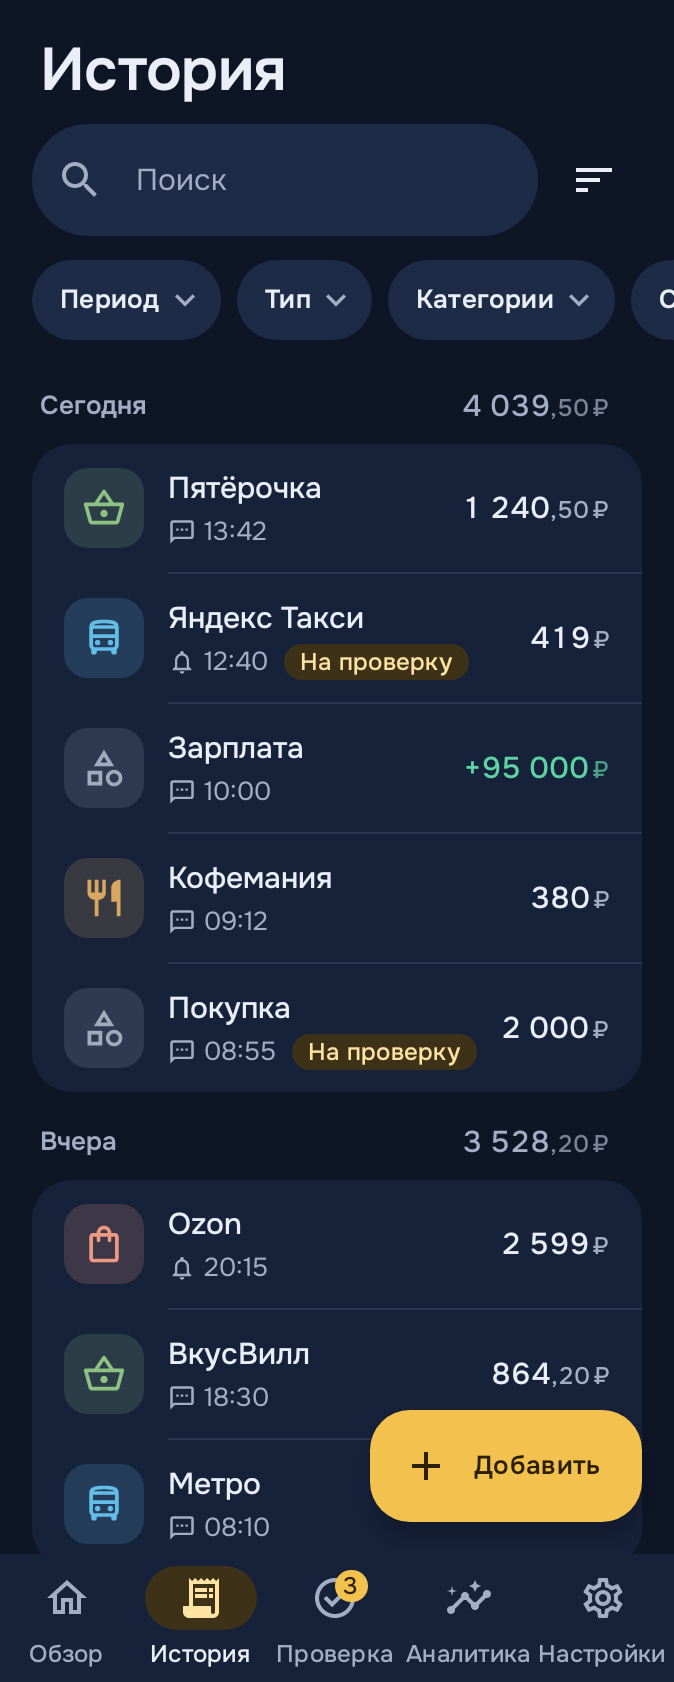 История
Поиск
Период Тип Категории С
Сегодня 4 039,50 ₽
Пятёрочка
13:42
1 240,50 ₽
Яндекс Такси
12:40 На проверку
419 ₽
Зарплата
10:00
+95 000 ₽
Кофемания
09:12
380 ₽
Покупка
08:55 На проверку
2 000 ₽
Вчера 3 528,20 ₽
Ozon
20:15
2 599 ₽
ВкусВилл
18:30
864,20 ₽
Метро
08:10
Добавить
3
Обзор История Проверка Аналитика Настройки